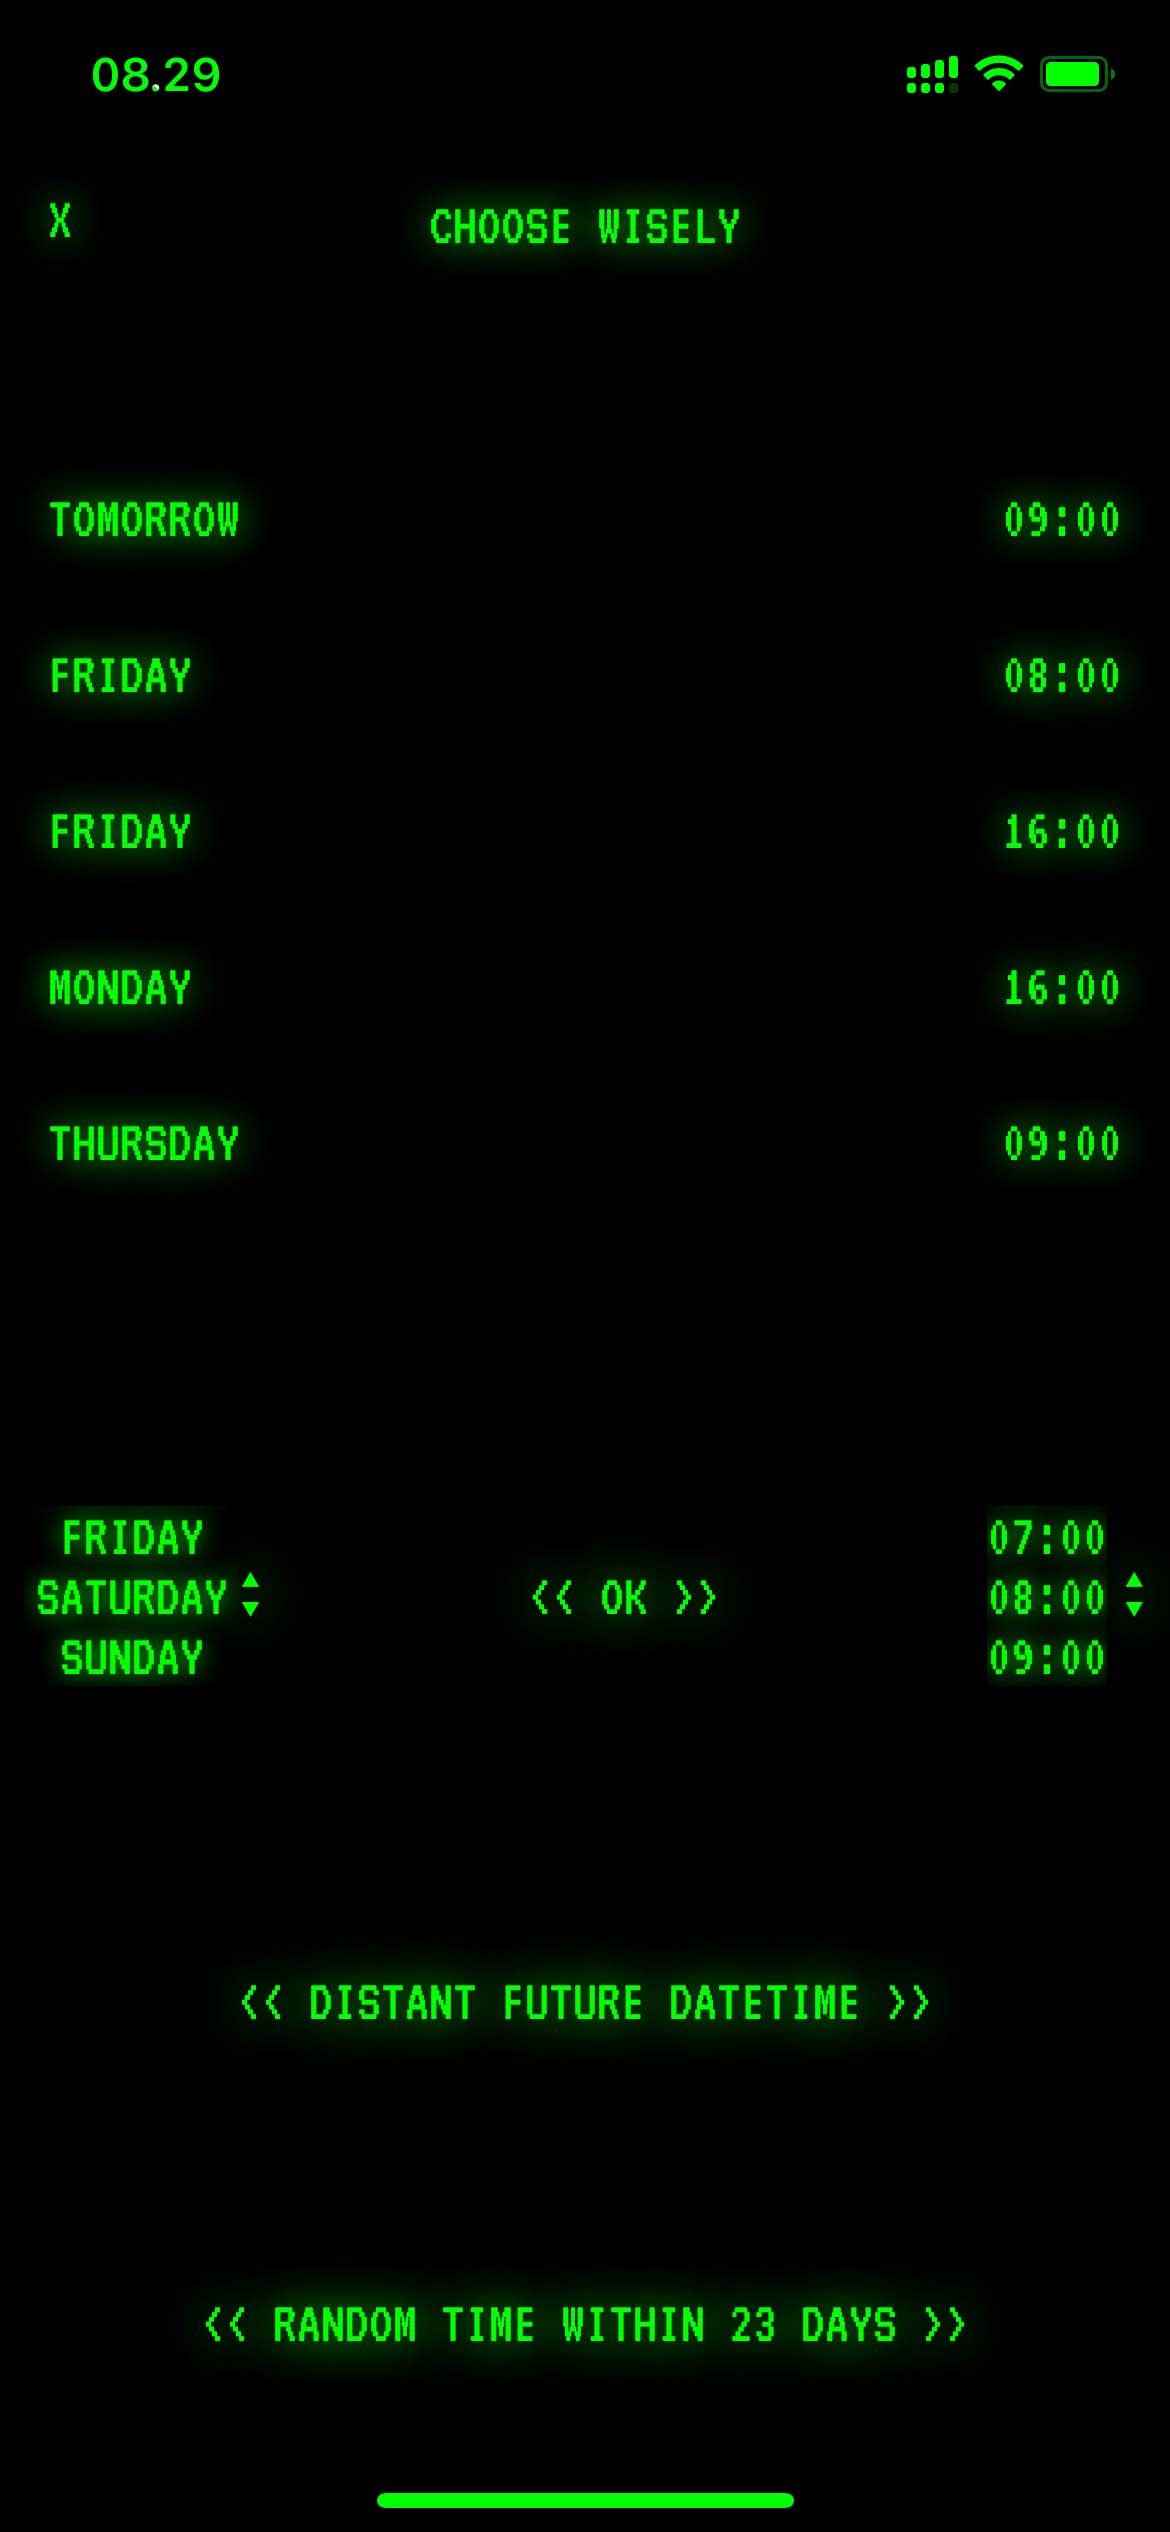 08.29
X CHOOSE WISELY
TOMORROW 09:00
FRIDAY 08:00
FRIDAY 16:00
MONDAY 16:00
THURSDAY 09:00
FRIDAY 07:00
SATURDAY << OK >> 08:00
SUNDAY 09:00
<< DISTANT FUTURE DATETIME >>
<< RANDOM TIME WITHIN 23 DAYS >>